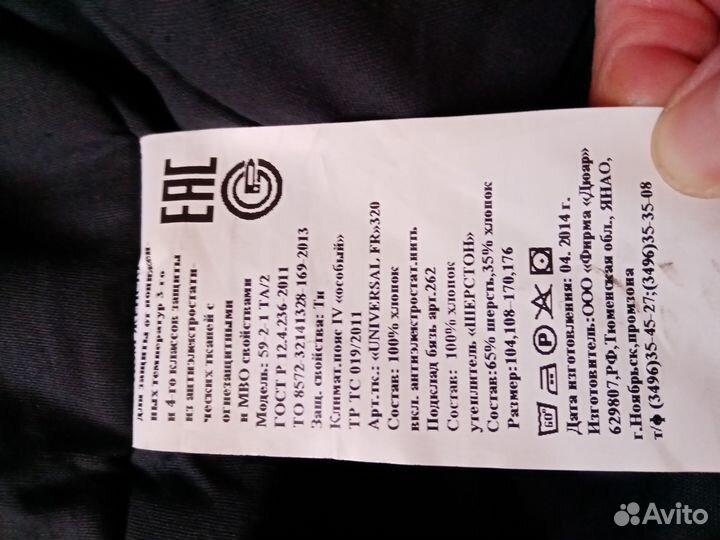 ЕАС
для защиты от понижен
ных температур 3-го
и 4-го классов защиты
из антиэлектростати-
ческих тканей с
огнезащитными
и МВО свойствами
Модель: 59-2-1 ТА/2
ГОСТ Р 12.4.236-2011
ТО 8572-32141328-169-2013
Защ. свойства: Тн
Климат.пояс IV «особый»
ТР ТС 019/2011
Арт.тк.: «UNIVERSAL FR»320
Состав: 100% хлопок
вкл. антиэлектростат.нить
Подклад бязь арт.262
Состав: 100% хлопок
утеплитель «ШЕРСТОН»
Состав:65% шерсть,35% хлопок
Размер:104,108-170,176
60°
P
Дата изготовления: 04. 2014 г.
Изготовитель:ООО «Фирма «Дюар»
629807,РФ,Тюменская обл., ЯНАО,
г.Ноябрьск,промзона
т/ф (3496)35-45-27;(3496)35-35-08
Avito